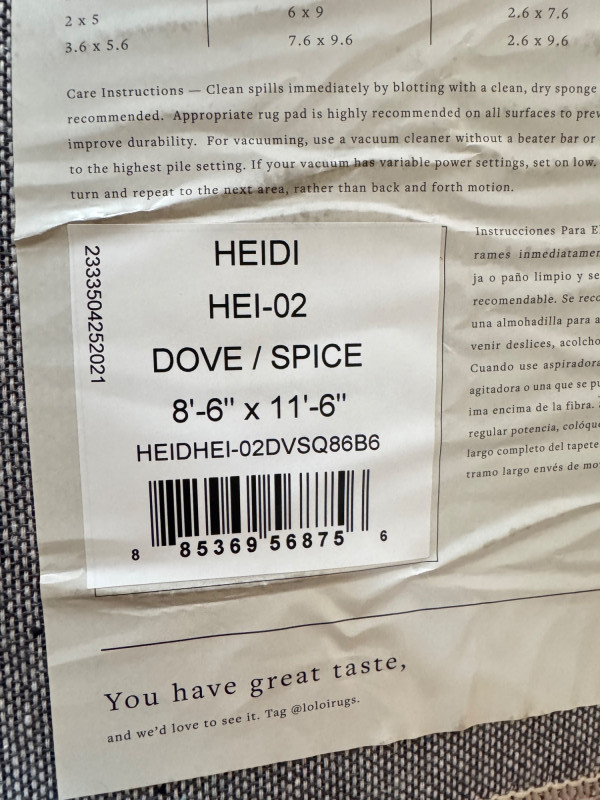 2 x 5
3.6 x 5.6
6 x 9
7.6 x 9.6
2.6 x 7.6
2.6 x 9.6
Care Instructions — Clean spills immediately by blotting with a clean, dry sponge
recommended. Appropriate rug pad is highly recommended on all surfaces to prev
improve durability. For vacuuming, use a vacuum cleaner without a beater bar or
to the highest pile setting. If your vacuum has variable power settings, set on low,
turn and repeat to the next area, rather than back and forth motion.
2333504252021
HEIDI
HEI-02
DOVE / SPICE
8'-6" x 11'-6"
HEIDHEI-02DVSQ86B6
8 85369 56875 6
Instrucciones Para E
rames inmediatamen
ja o paño limpio y se
recomendable. Se reco
una almohadilla para a
venir deslices, acolcho
Cuando use aspiradora
agitadora o una que se pu
ima encima de la fibra.
regular potencia, colóqu
largo completo del tapete
tramo largo envés de mo
You have great taste,
and we'd love to see it. Tag @loloirugs.